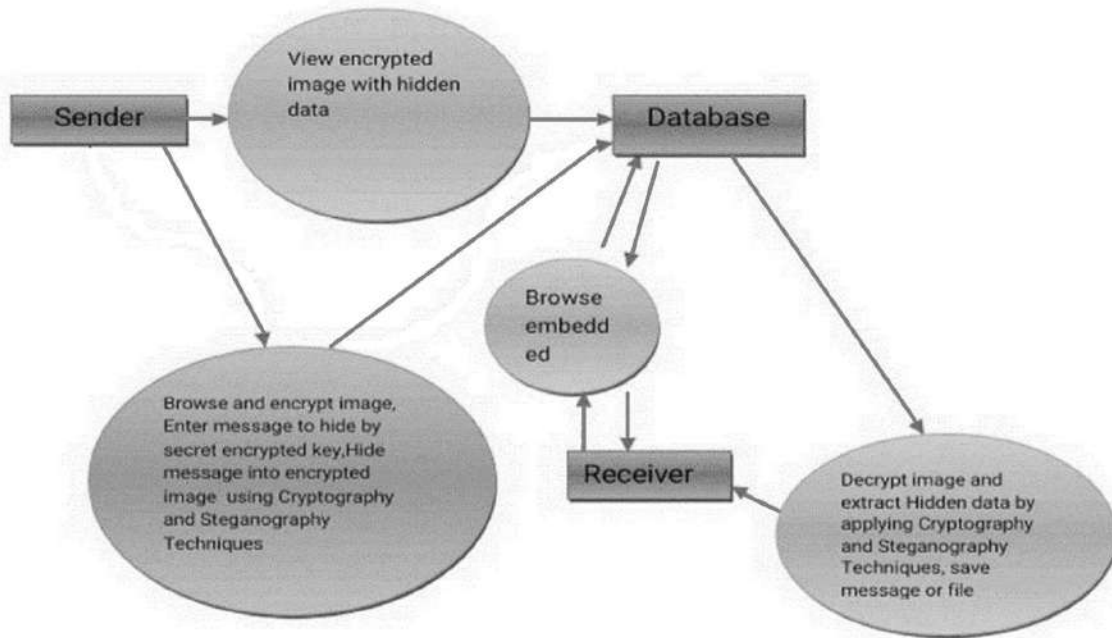 View encrypted
image with hidden
data
Sender
Database
Browse
embedd
ed
Browse and encrypt image,
Enter message to hide by
secret encrypted key,Hide
message into encrypted
image using Cryptography
and Steganography
Techniques
Receiver
Decrypt image and
extract Hidden data by
applying Cryptography
and Steganography
Techniques, save
message or file